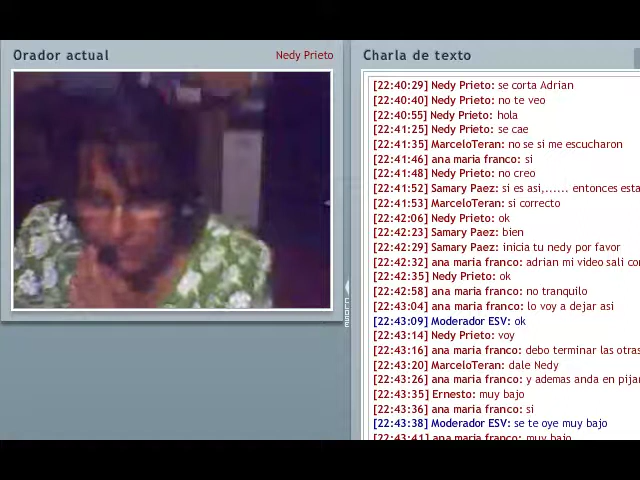 Orador actual
Nedy Prieto
Charla de texto
[22:40:29] Nedy Prieto: se corta Adrian
[22:40:40] Nedy Prieto: no te veo
[22:40:55] Nedy Prieto: hola
[22:41:25] Nedy Prieto: se cae
[22:41:35] MarceloTeran: no se si me escucharon
[22:41:46] ana maria franco: si
[22:41:48] Nedy Prieto: no creo
[22:41:52] Samary Paez: si es asi,...... entonces esta
[22:41:53] MarceloTeran: si correcto
[22:42:06] Nedy Prieto: ok
[22:42:23] Samary Paez: bien
[22:42:29] Samary Paez: inicia tu nedy por favor
[22:42:32] ana maria franco: adrian mi video sali co
[22:42:35] Nedy Prieto: ok
[22:42:58] ana maria franco: no tranquilo
[22:43:04] ana maria franco: lo voy a dejar asi
[22:43:09] Moderador ESV: ok
[22:43:14] Nedy Prieto: voy
[22:43:16] ana maria franco: debo terminar las otras
[22:43:20] MarceloTeran: dale Nedy
[22:43:26] ana maria franco: y ademas anda en pija
[22:43:35] Ernesto: muy bajo
[22:43:36] ana maria franco: si
[22:43:38] Moderador ESV: se te oye muy bajo
[22:43:41] ana maria franco: muy bajo